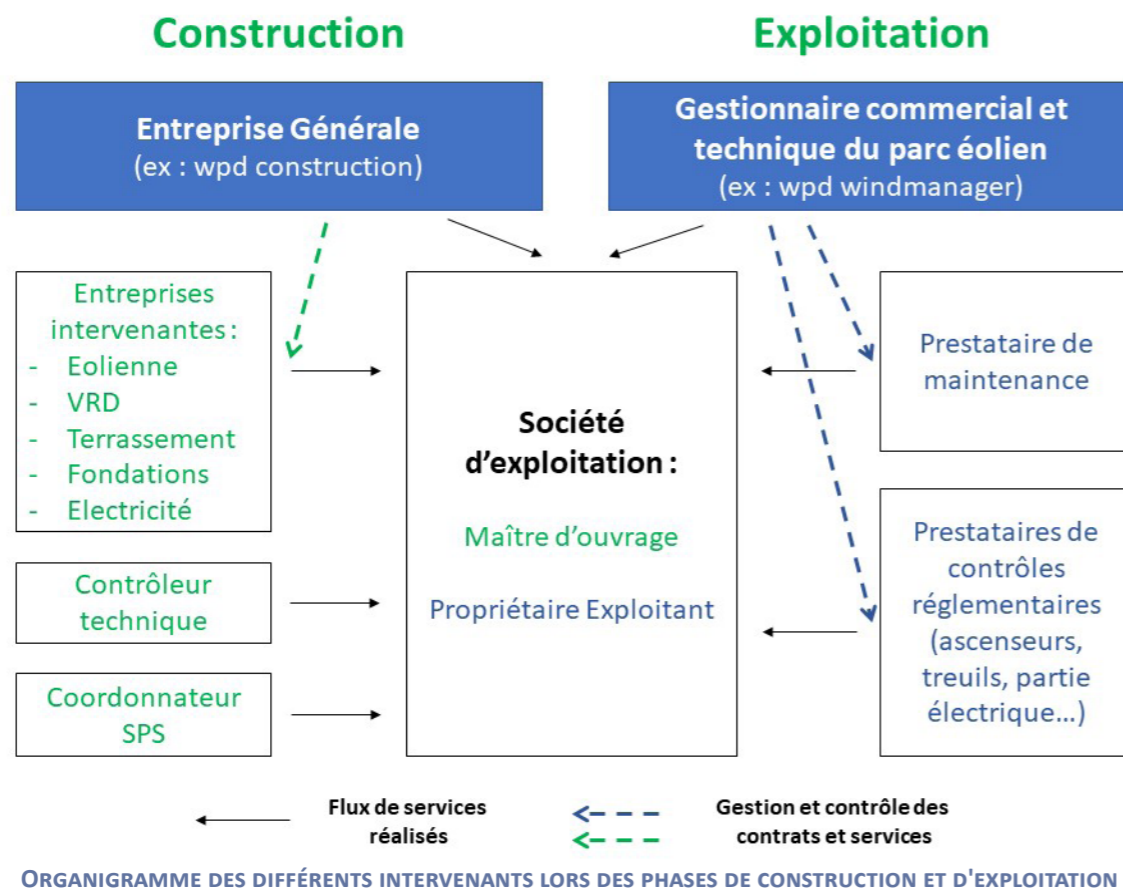 Construction
Exploitation
Entreprise Générale
(ex : wpd construction)
Gestionnaire commercial et
technique du parc éolien
(ex : wpd windmanager)
Entreprises
intervenantes :
- Eolienne
- VRD
- Terrassement
- Fondations
- Electricité
Contrôleur
technique
Coordonnateur
SPS
Société
d'exploitation :
Maître d'ouvrage
Propriétaire Exploitant
Prestataire de
maintenance
Prestataires de
contrôles
réglementaires
(ascenseurs,
treuils, partie
électrique...)
Flux de services
réalisés
Gestion et contrôle des
contrats et services
ORGANIGRAMME DES DIFFÉRENTS INTERVENANTS LORS DES PHASES DE CONSTRUCTION ET D'EXPLOITATION